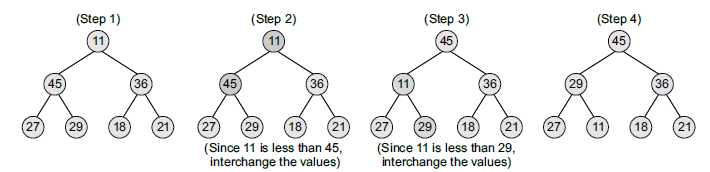 (Step 1)
11
45 36
27 29 18 21
(Step 2)
11
45 36
27 29 18 21
(Since 11 is less than 45,
interchange the values)
(Step 3)
45
11 36
27 29 18 21
(Since 11 is less than 29,
interchange the values)
(Step 4)
45
29 36
27 11 18 21